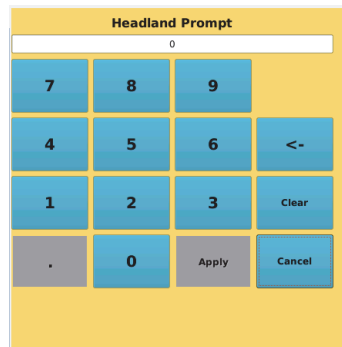 Headland Prompt
0
7 8 9
4 5 6 <-
1 2 3 Clear
. 0 Apply Cancel